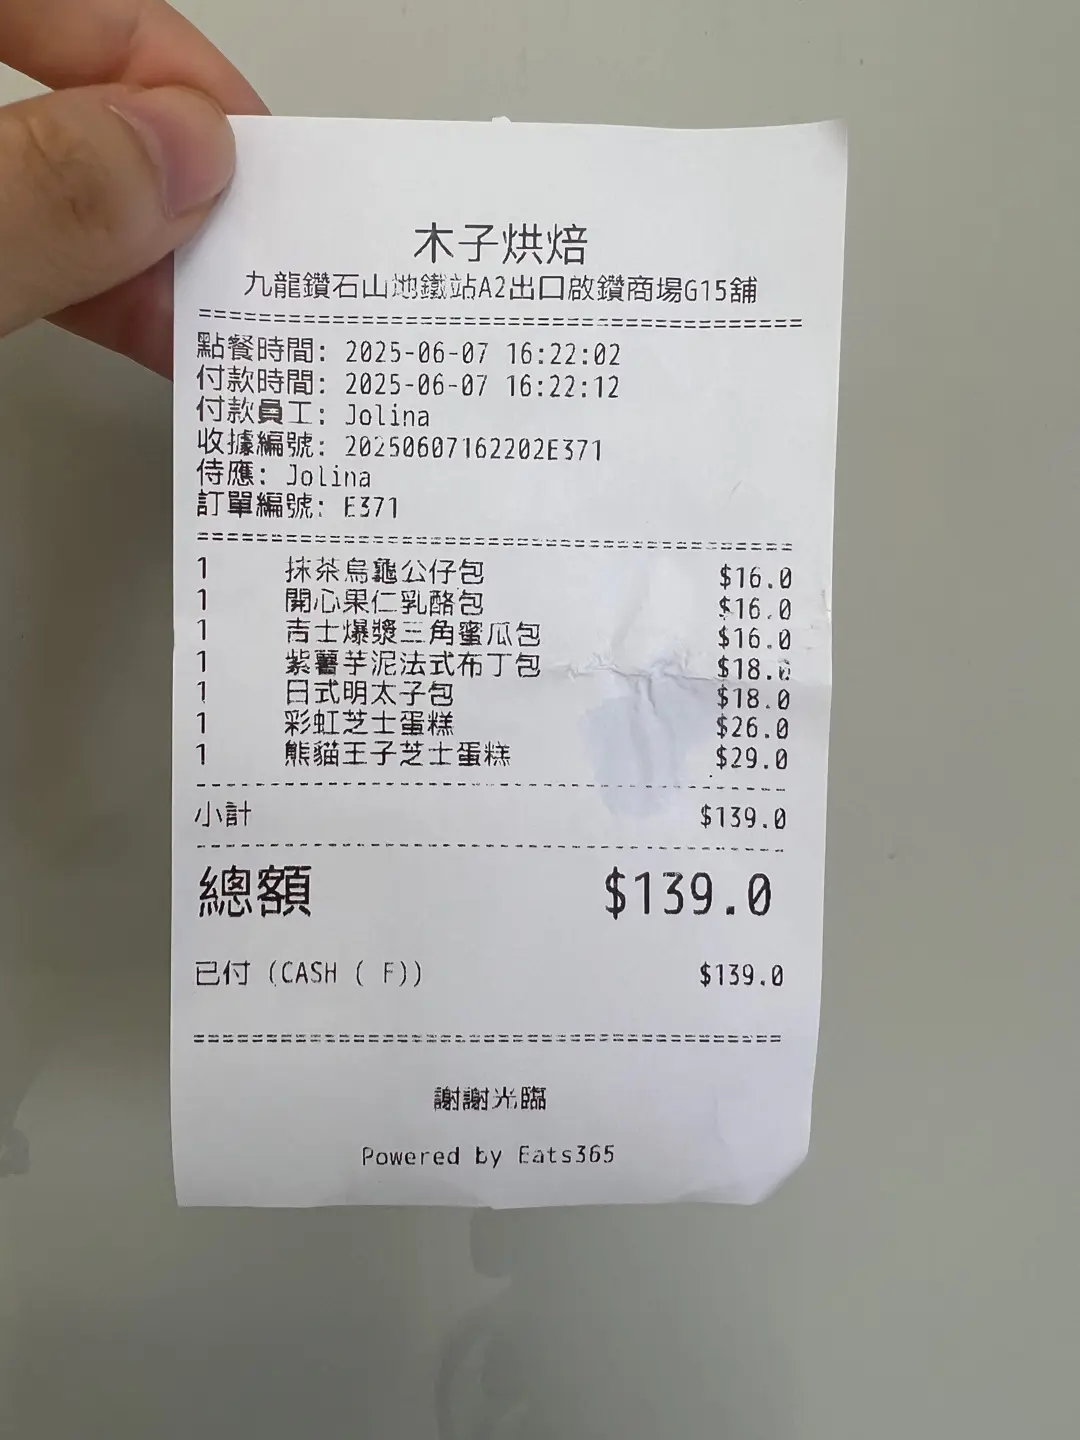 木子烘焙
九龍鑽石山地鐵站A2出口啟鑽商場G15舖
點餐時間: 2025-06-07 16:22:02
付款時間: 2025-06-07 16:22:12
付款員工: Jolina
收據編號: 20250607162202E371
侍應: Jolina
訂單編號: E371
1 抹茶烏龜公仔包 $16.0
1 開心果仁乳酪包 $16.0
1 吉士爆漿三角蜜瓜包 $16.0
1 紫薯芋泥法式布丁包 $18.0
1 日式明太子包 $18.0
1 彩虹芝士蛋糕 $26.0
1 熊貓王子芝士蛋糕 $29.0
小計 $139.0
總額 $139.0
已付 (CASH ( F)) $139.0
謝謝光臨
Powered by Eats365